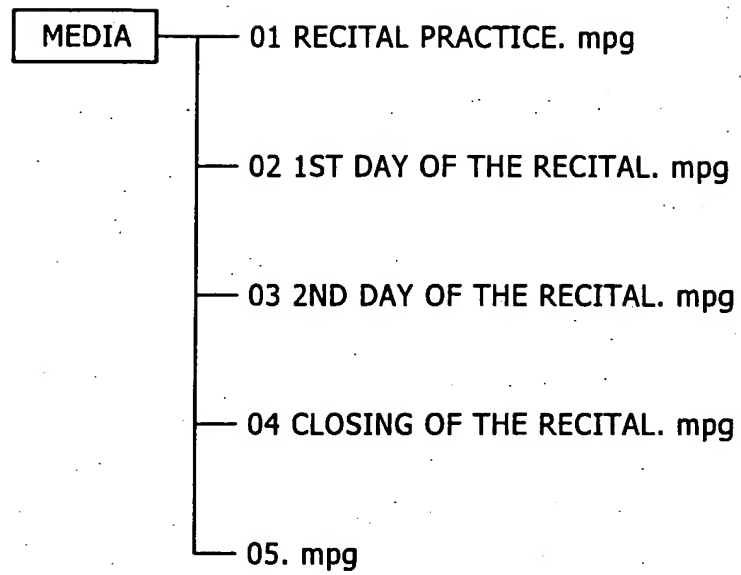 MEDIA
01 RECITAL PRACTICE. mpg
02 1ST DAY OF THE RECITAL. mpg
03 2ND DAY OF THE RECITAL. mpg
04 CLOSING OF THE RECITAL. mpg
05. mpg